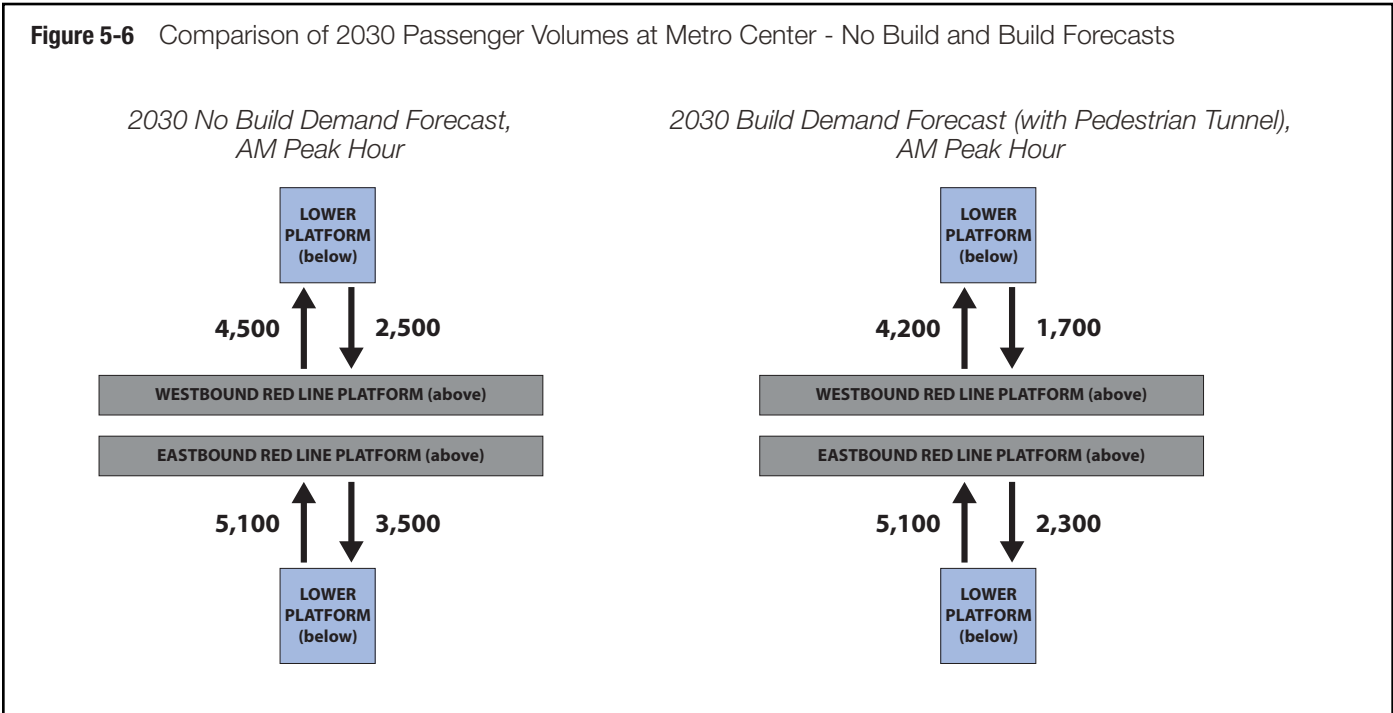 Figure 5-6 Comparison of 2030 Passenger Volumes at Metro Center - No Build and Build Forecasts
2030 No Build Demand Forecast,
AM Peak Hour
LOWER
PLATFORM
(below)
4,500
2,500
WESTBOUND RED LINE PLATFORM (above)
EASTBOUND RED LINE PLATFORM (above)
5,100
3,500
LOWER
PLATFORM
(below)
2030 Build Demand Forecast (with Pedestrian Tunnel),
AM Peak Hour
LOWER
PLATFORM
(below)
4,200
1,700
WESTBOUND RED LINE PLATFORM (above)
EASTBOUND RED LINE PLATFORM (above)
5,100
2,300
LOWER
PLATFORM
(below)